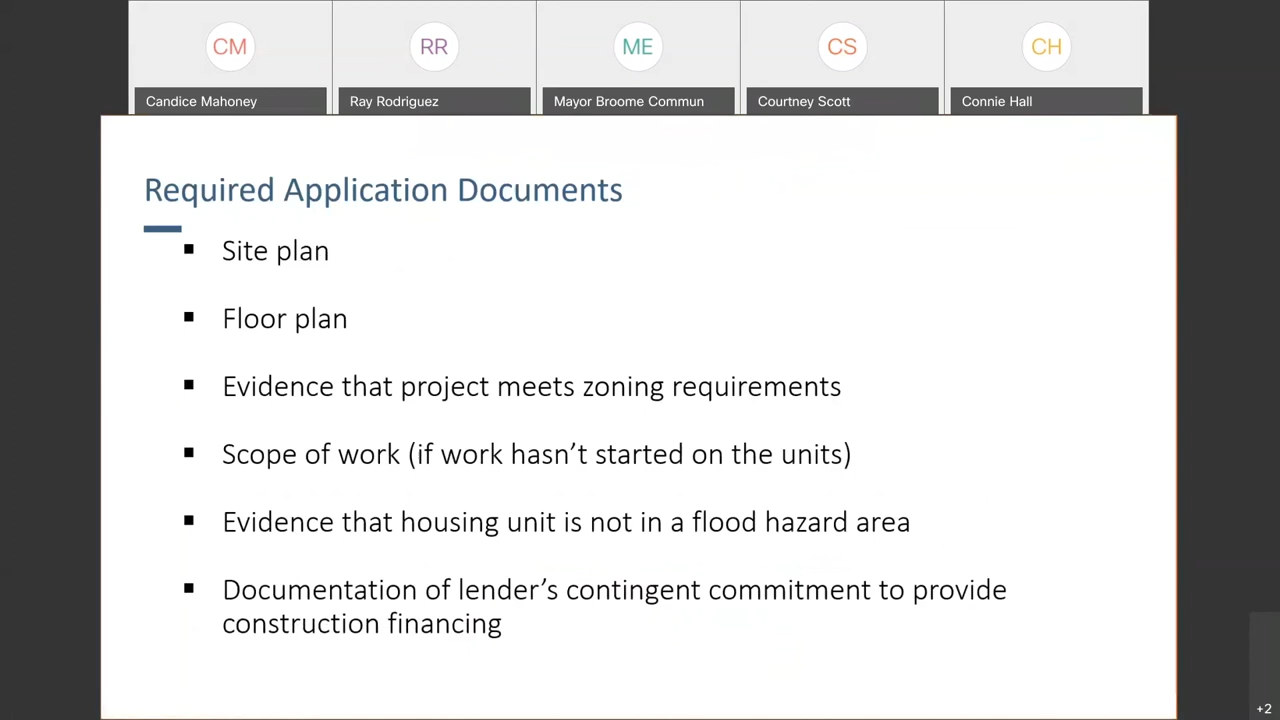 CM
RR
ME
CS
CH
Candice Mahoney
Ray Rodriguez
Mayor Broome Commun
Courtney Scott
Connie Hall
Required Application Documents
▪ Site plan
▪ Floor plan
▪ Evidence that project meets zoning requirements
▪ Scope of work (if work hasn’t started on the units)
▪ Evidence that housing unit is not in a flood hazard area
▪ Documentation of lender’s contingent commitment to provide
construction financing
+2